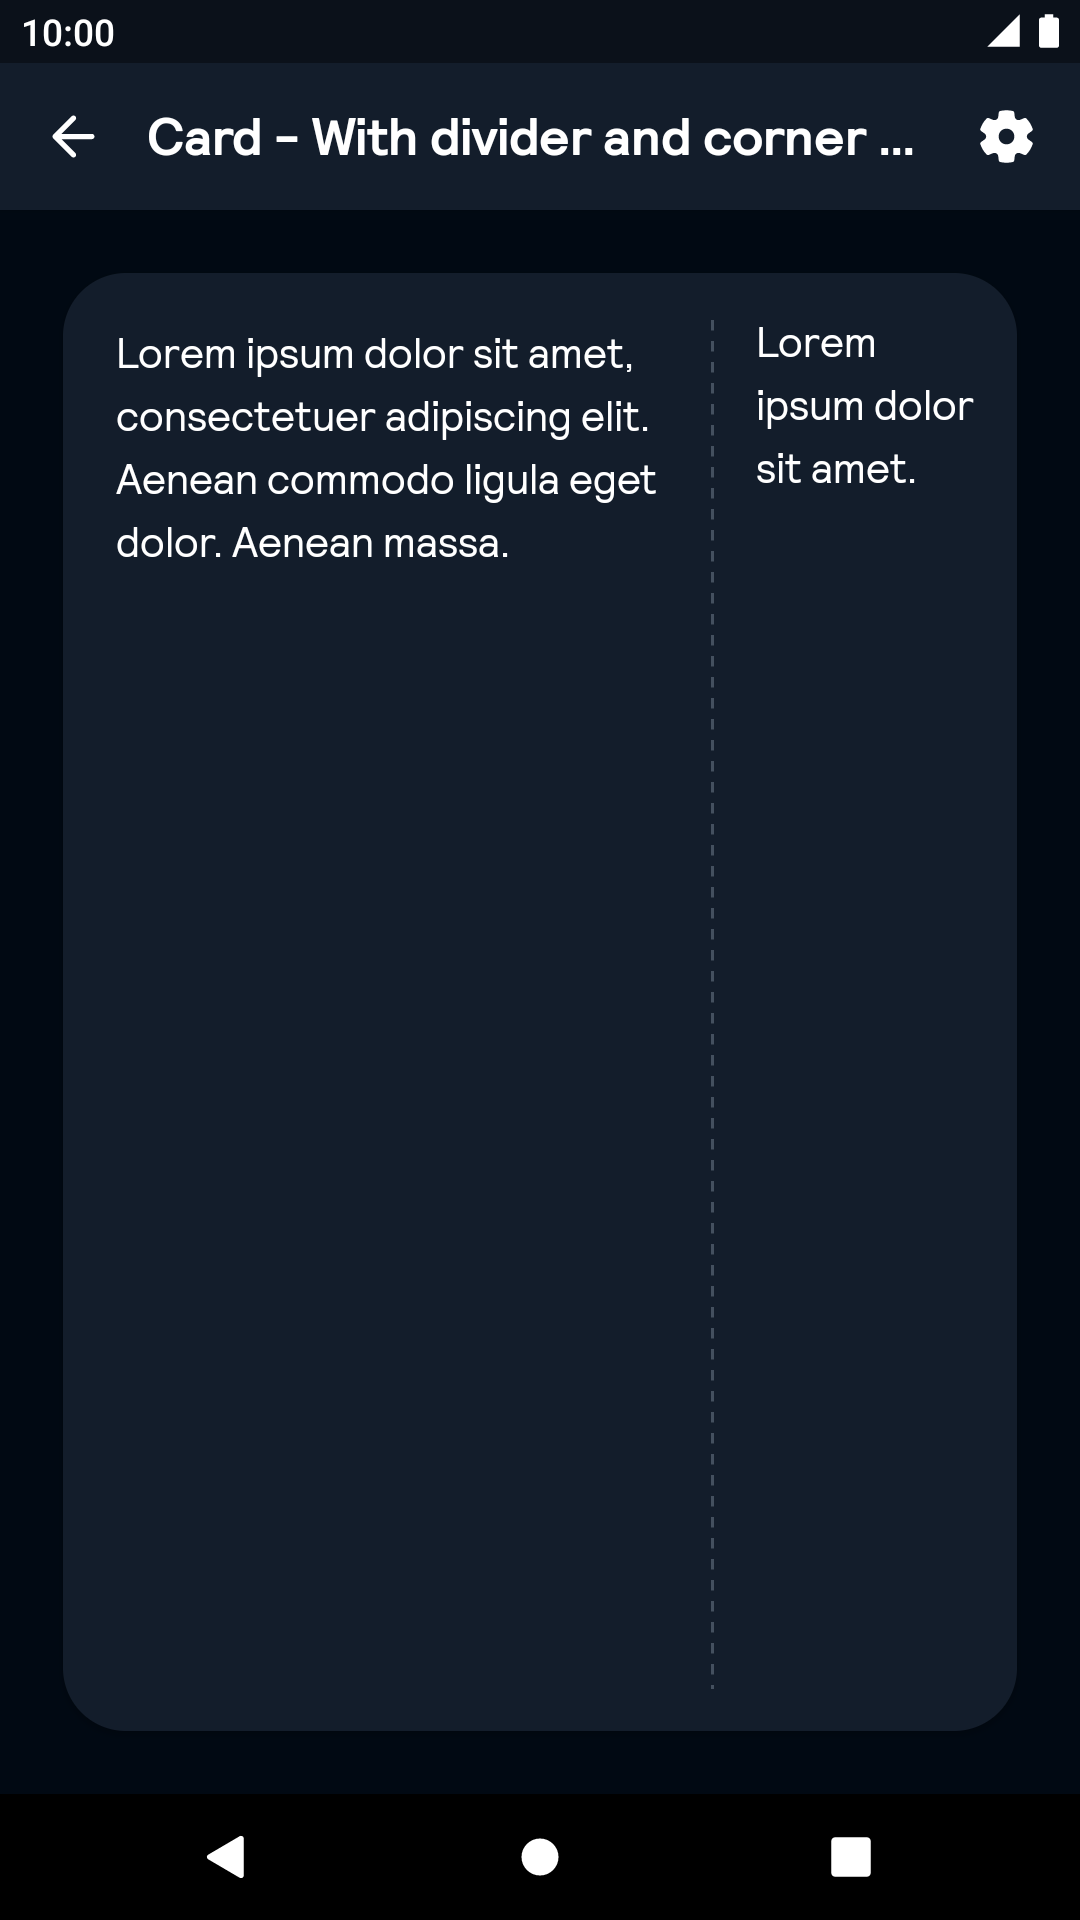 10:00
Card - With divider and corner ...
Lorem ipsum dolor sit amet,
consectetuer adipiscing elit.
Aenean commodo ligula eget
dolor. Aenean massa.
Lorem
ipsum dolor
sit amet.